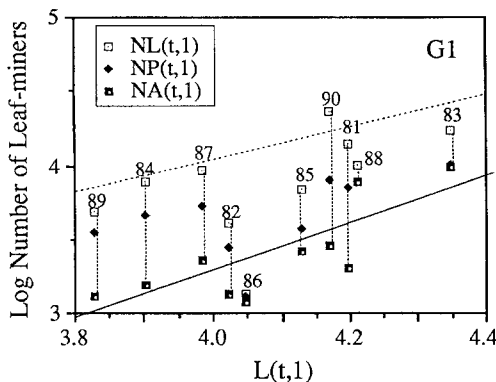 5
G1
NL(t,1)
NP(t,1)
NA(t,1)
90
81
83
87
88
84
85
4
89
82
86
3
3.8
4.0
4.2
4.4
L(t,1)
Log Number of Leaf-miners